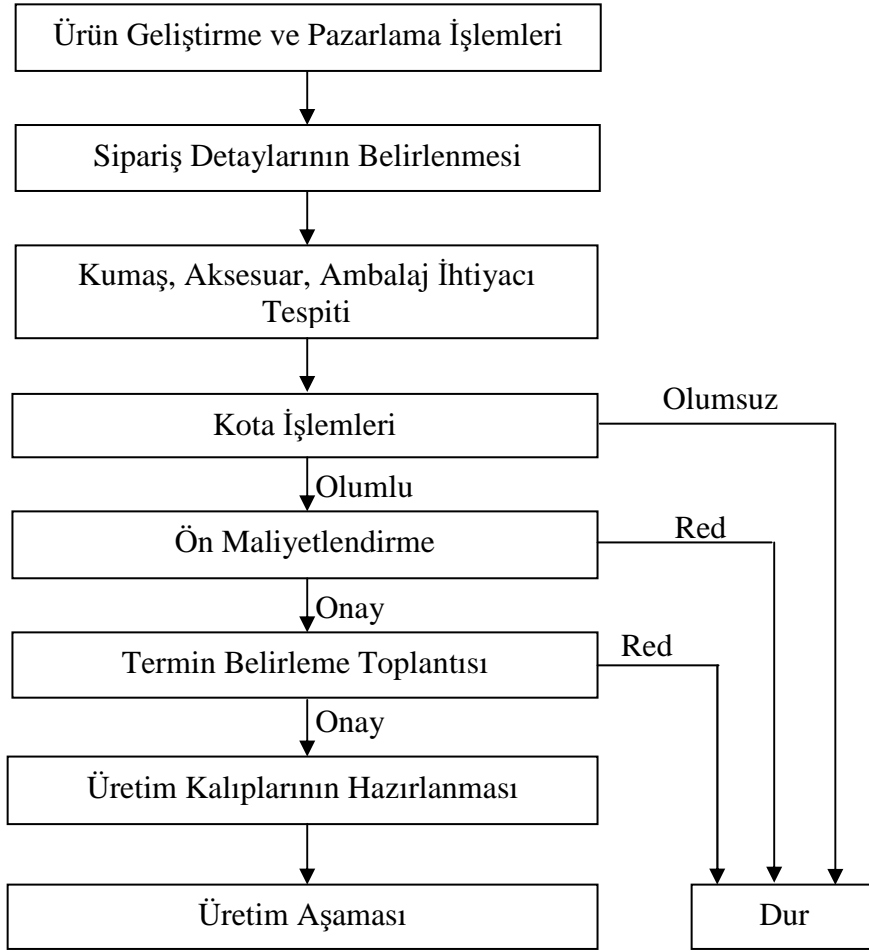 Ürün Geliştirme ve Pazarlama İşlemleri
Sipariş Detaylarının Belirlenmesi
Kumaş, Aksesuar, Ambalaj İhtiyacı
Tespiti
Kota İşlemleri
Olumsuz
Olumlu
Ön Maliyetlendirme
Red
Onay
Termin Belirleme Toplantısı
Red
Onay
Üretim Kalıplarının Hazırlanması
Üretim Aşaması
Dur